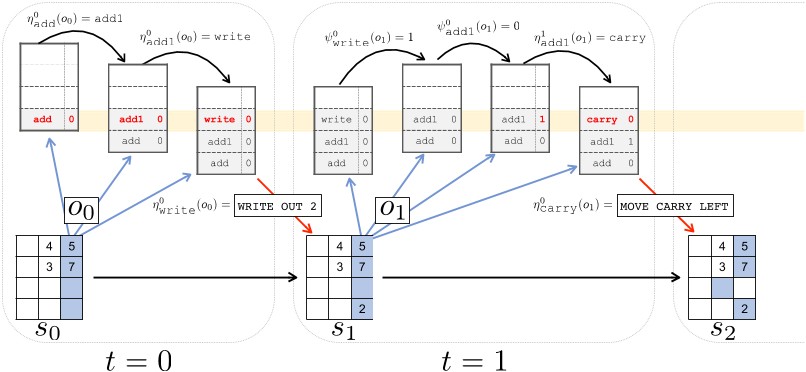 η⁰_add(o₀) = add1
η⁰_add1(o₀) = write
add 0
add1 0
add 0
write 0
add1 0
add 0
o₀
η⁰_write(o₀) = WRITE OUT 2
4 5
3 7
s₀
t = 0
ψ⁰_write(o₁) = 1
ψ⁰_add1(o₁) = 0
η¹_add1(o₁) = carry
write 0
add1 0
add 0
add1 0
add 0
add1 1
add 0
carry 0
add1 1
add 0
o₁
η⁰_carry(o₁) = MOVE CARRY LEFT
4 5
3 7
2
s₁
t = 1
4 5
3 7
2
s₂